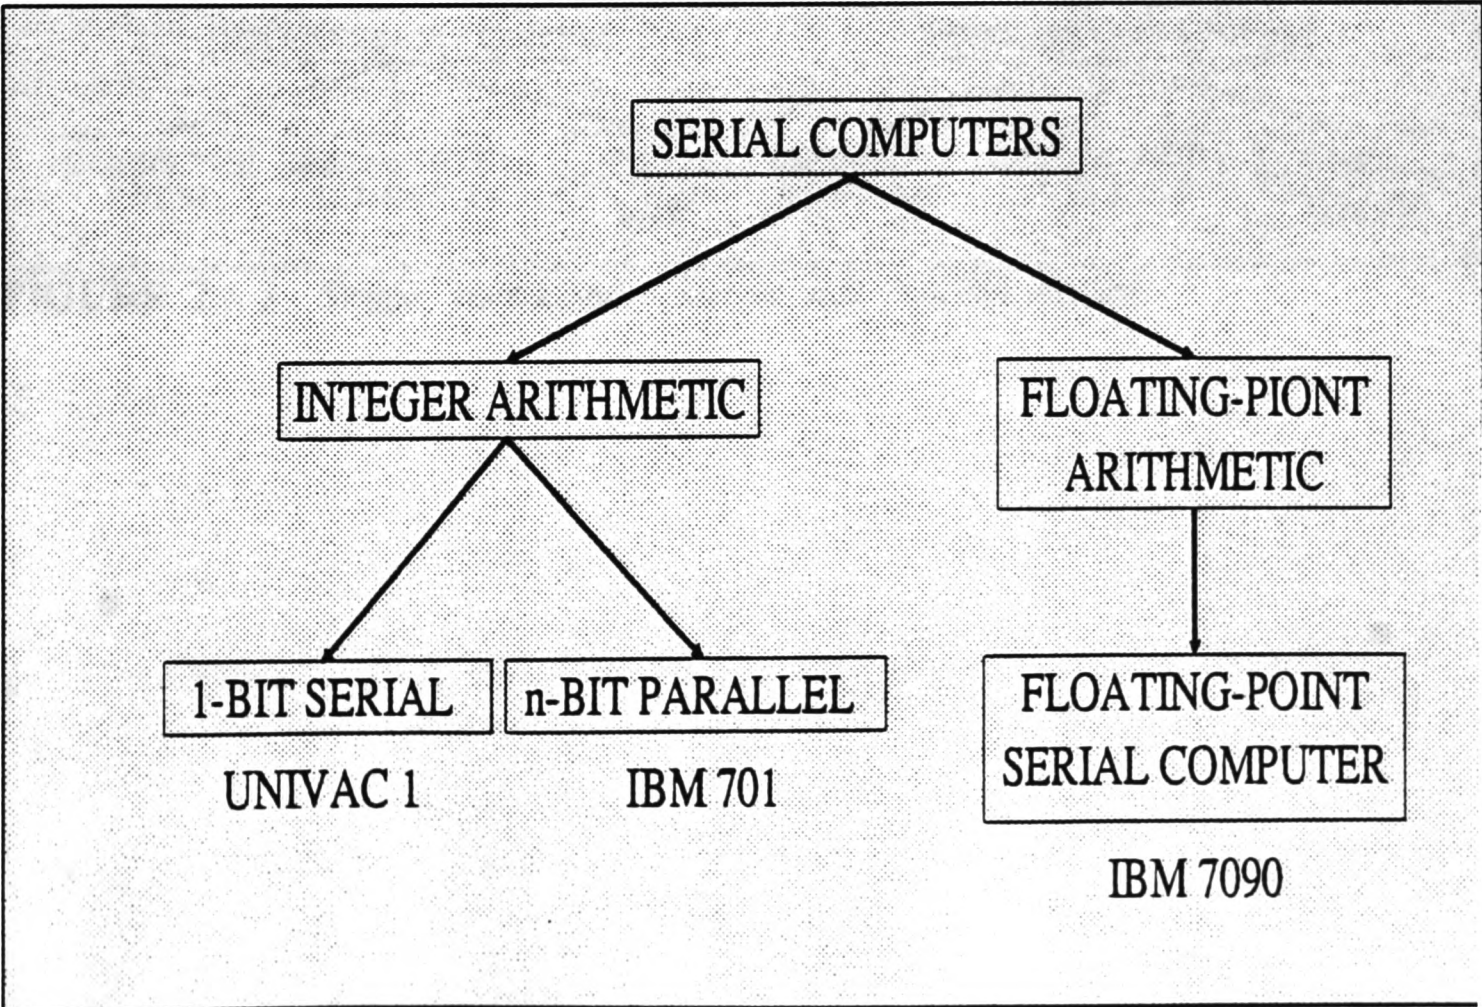 SERIAL COMPUTERS
INTEGER ARITHMETIC
FLOATING-PIONT
ARITHMETIC
1-BIT SERIAL
n-BIT PARALLEL
FLOATING-POINT
SERIAL COMPUTER
UNIVAC 1
IBM 701
IBM 7090